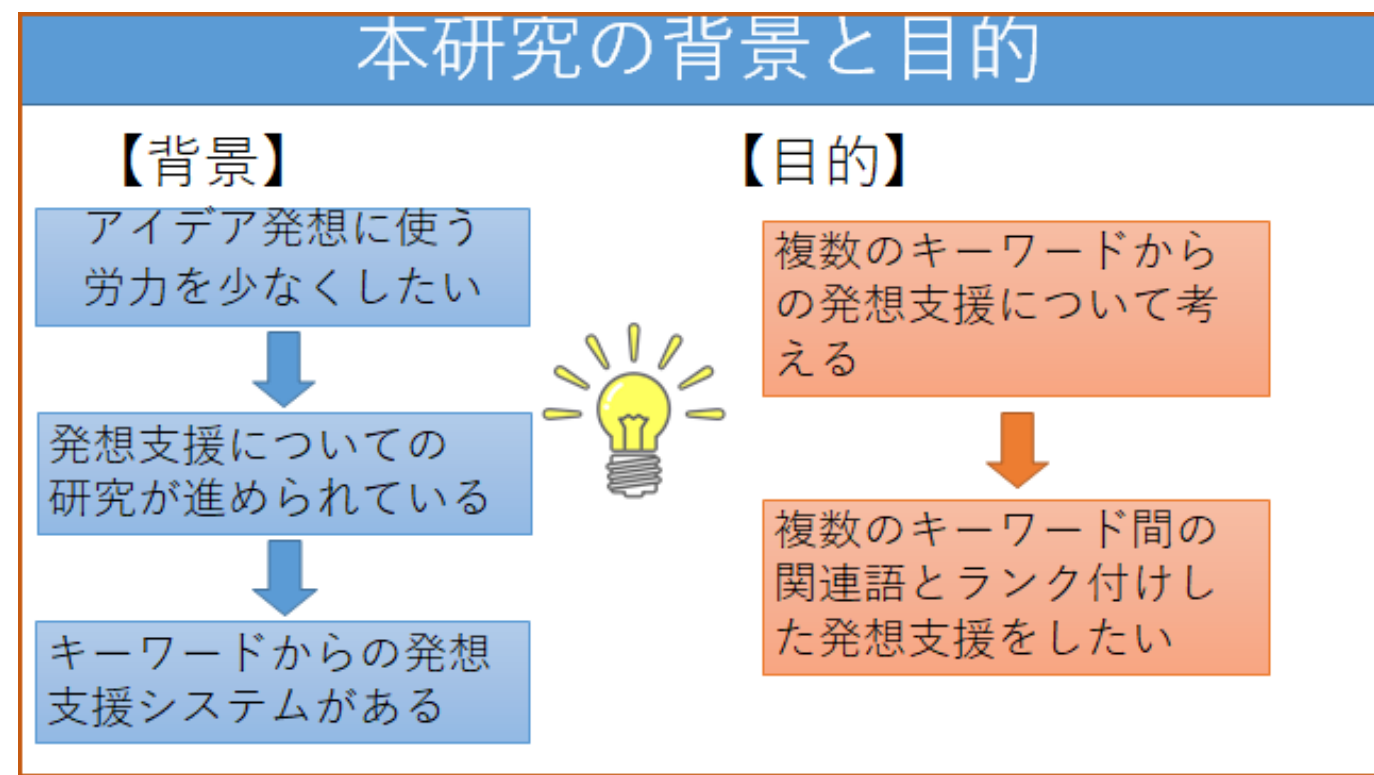 本研究の背景と目的
【背景】
アイデア発想に使う
労力を少なくしたい
発想支援についての
研究が進められている
キーワードからの発想
支援システムがある
【目的】
複数のキーワードから
の発想支援について考
える
複数のキーワード間の
関連語とランク付けし
た発想支援をしたい